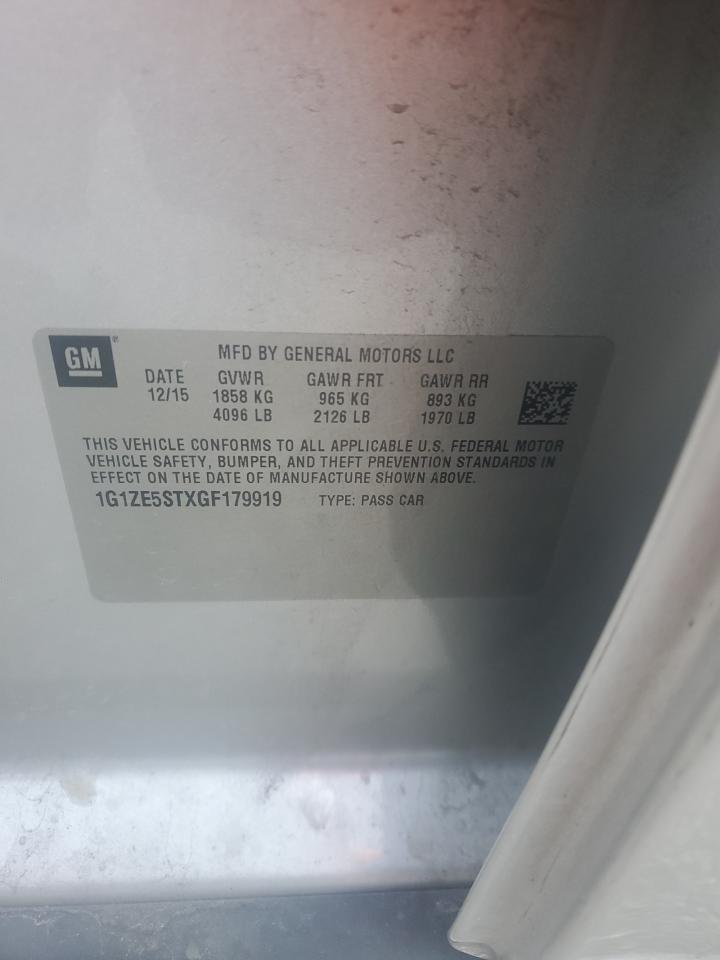 GM®
MFD BY GENERAL MOTORS LLC
DATE GVWR GAWR FRT GAWR RR
12/15 1858 KG 965 KG 893 KG
4096 LB 2126 LB 1970 LB
THIS VEHICLE CONFORMS TO ALL APPLICABLE U.S. FEDERAL MOTOR
VEHICLE SAFETY, BUMPER, AND THEFT PREVENTION STANDARDS IN
EFFECT ON THE DATE OF MANUFACTURE SHOWN ABOVE.
1G1ZE5STXGF179919 TYPE: PASS CAR